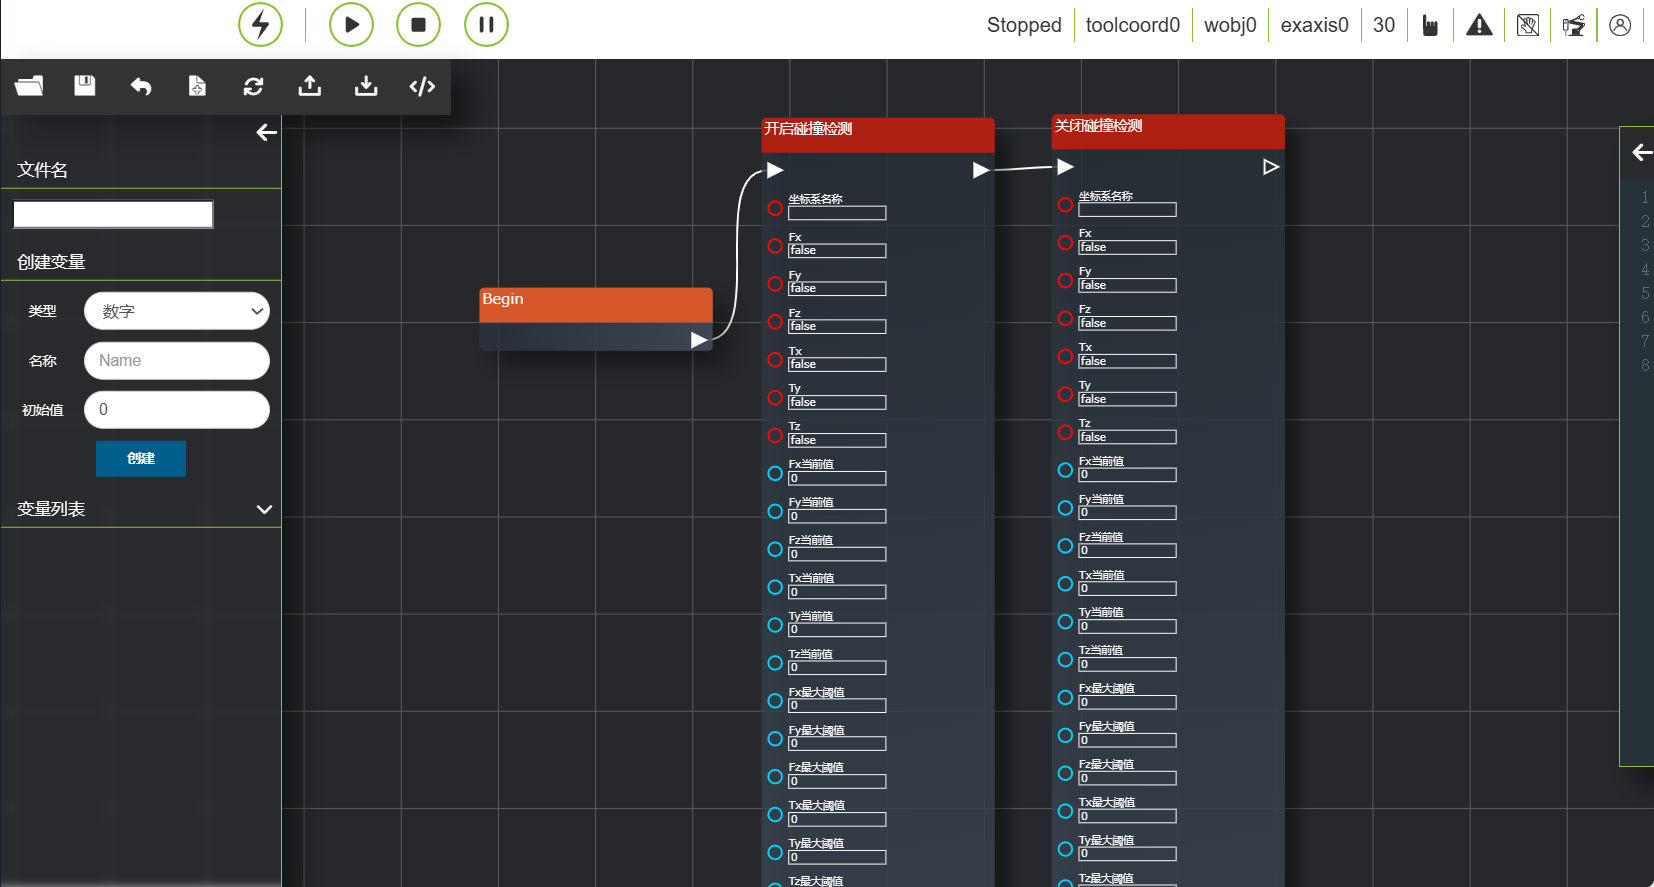 Stopped
toolcoord0
wobj0
exaxis0
30
文件名
创建变量
类型
数字
名称
Name
初始值
0
创建
变量列表
Begin
开启碰撞检测
坐标系名称
Fx
false
Fy
false
Fz
false
Tx
false
Ty
false
Tz
false
Fx当前值
0
Fy当前值
0
Fz当前值
0
Tx当前值
0
Ty当前值
0
Tz当前值
0
Fx最大阈值
0
Fy最大阈值
0
Fz最大阈值
0
Tx最大阈值
0
Ty最大阈值
0
Tz最大阈值
关闭碰撞检测
坐标系名称
Fx
false
Fy
false
Fz
false
Tx
false
Ty
false
Tz
false
Fx当前值
0
Fy当前值
0
Fz当前值
0
Tx当前值
0
Ty当前值
0
Tz当前值
0
Fx最大阈值
0
Fy最大阈值
0
Fz最大阈值
0
Tx最大阈值
0
Ty最大阈值
0
Tz最大阈值
1
2
3
4
5
6
7
8